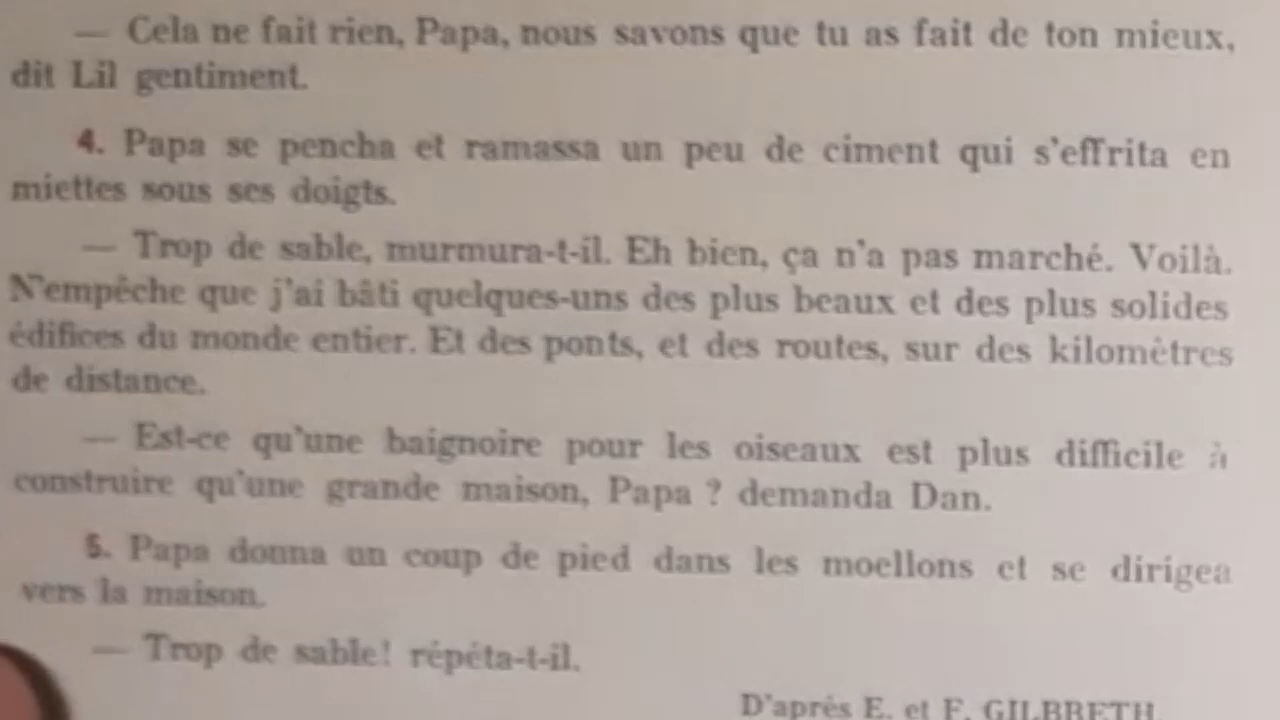 — Cela ne fait rien, Papa, nous savons que tu as fait de ton mieux,
dit Lil gentiment.
4. Papa se pencha et ramassa un peu de ciment qui s'effrita en
miettes sous ses doigts.
— Trop de sable, murmura-t-il. Eh bien, ça n'a pas marché. Voilà.
N'empêche que j'ai bâti quelques-uns des plus beaux et des plus solides
édifices du monde entier. Et des ponts, et des routes, sur des kilomètres
de distance.
— Est-ce qu'une baignoire pour les oiseaux est plus difficile à
construire qu'une grande maison, Papa ? demanda Dan.
5. Papa donna un coup de pied dans les moellons et se dirigea
vers la maison.
— Trop de sable! répéta-t-il.
D'après E. et F. GILBRETH